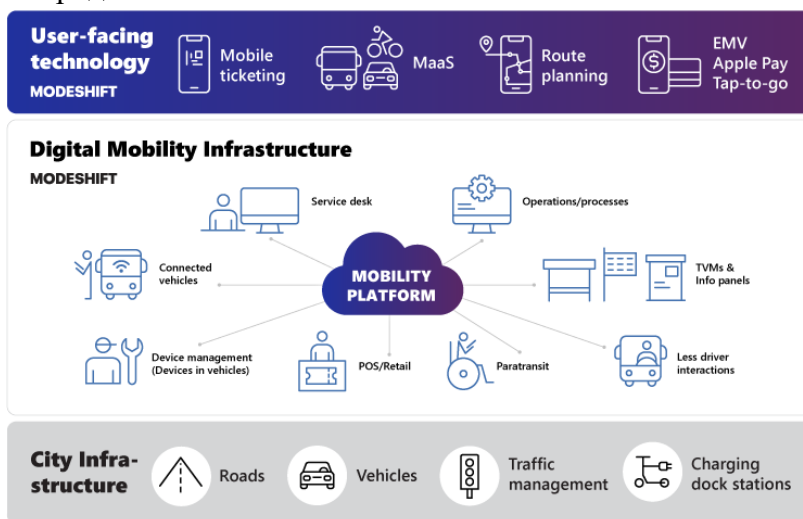 User-facing
technology
MODESHIFT
Mobile
ticketing
MaaS
Route
planning
EMV
Apple Pay
Tap-to-go
Digital Mobility Infrastructure
MODESHIFT
Service desk
Operations/processes
Connected
vehicles
MOBILITY
PLATFORM
TVMs &
Info panels
Device management
(Devices in vehicles)
POS/Retail
Paratransit
Less driver
interactions
City Infra-
structure
Roads
Vehicles
Traffic
management
Charging
dock stations